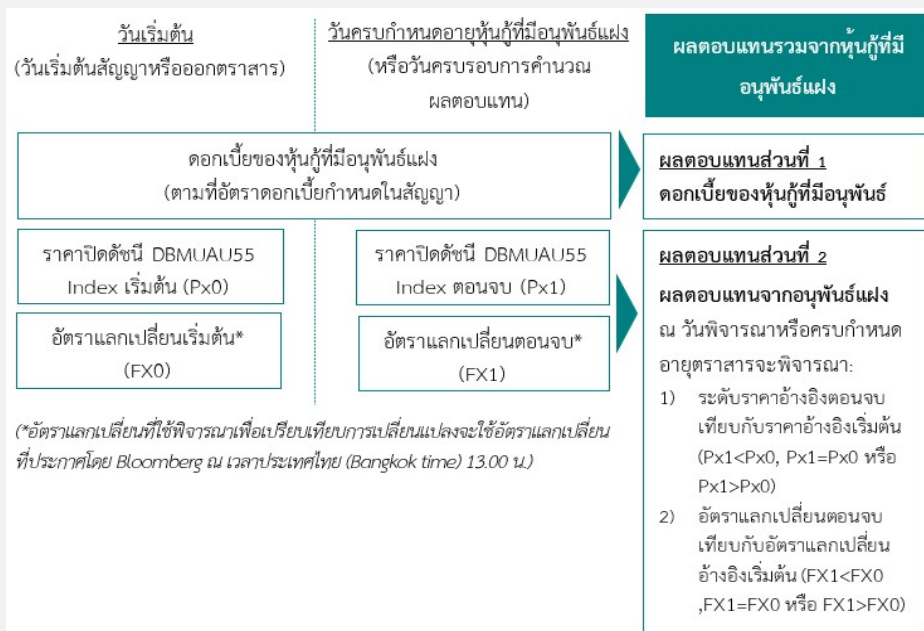 วันเริ่มต้น
(วันเริ่มต้นสัญญาหรือออกตราสาร)
วันครบกำหนดอายุหุ้นกู้ที่มีอนุพันธ์แฝง
(หรือวันครบรอบการคำนวณ
ผลตอบแทน)
ผลตอบแทนรวมจากหุ้นกู้ที่มี
อนุพันธ์แฝง
ดอกเบี้ยของหุ้นกู้ที่มีอนุพันธ์แฝง
(ตามที่อัตราดอกเบี้ยกำหนดในสัญญา)
ผลตอบแทนส่วนที่ 1
ดอกเบี้ยของหุ้นกู้ที่มีอนุพันธ์
ราคาปิดดัชนี DBMUAU55
Index เริ่มต้น (Px0)
ราคาปิดดัชนี DBMUAU55
Index ตอนจบ (Px1)
อัตราแลกเปลี่ยนเริ่มต้น*
(FX0)
อัตราแลกเปลี่ยนตอนจบ*
(FX1)
(*อัตราแลกเปลี่ยนที่ใช้พิจารณาเพื่อเปรียบเทียบการเปลี่ยนแปลงจะใช้อัตราแลกเปลี่ยน
ที่ประกาศโดย Bloomberg ณ เวลาประเทศไทย (Bangkok time) 13.00 น.)
ผลตอบแทนส่วนที่ 2
ผลตอบแทนจากอนุพันธ์แฝง
ณ วันพิจารณาหรือครบกำหนด
อายุตราสารจะพิจารณา:
1) ระดับราคาอ้างอิงตอนจบ
เทียบกับราคาอ้างอิงเริ่มต้น
(Px1<Px0, Px1=Px0 หรือ
Px1>Px0)
2) อัตราแลกเปลี่ยนตอนจบ
เทียบกับอัตราแลกเปลี่ยน
อ้างอิงเริ่มต้น (FX1<FX0
,FX1=FX0 หรือ FX1>FX0)